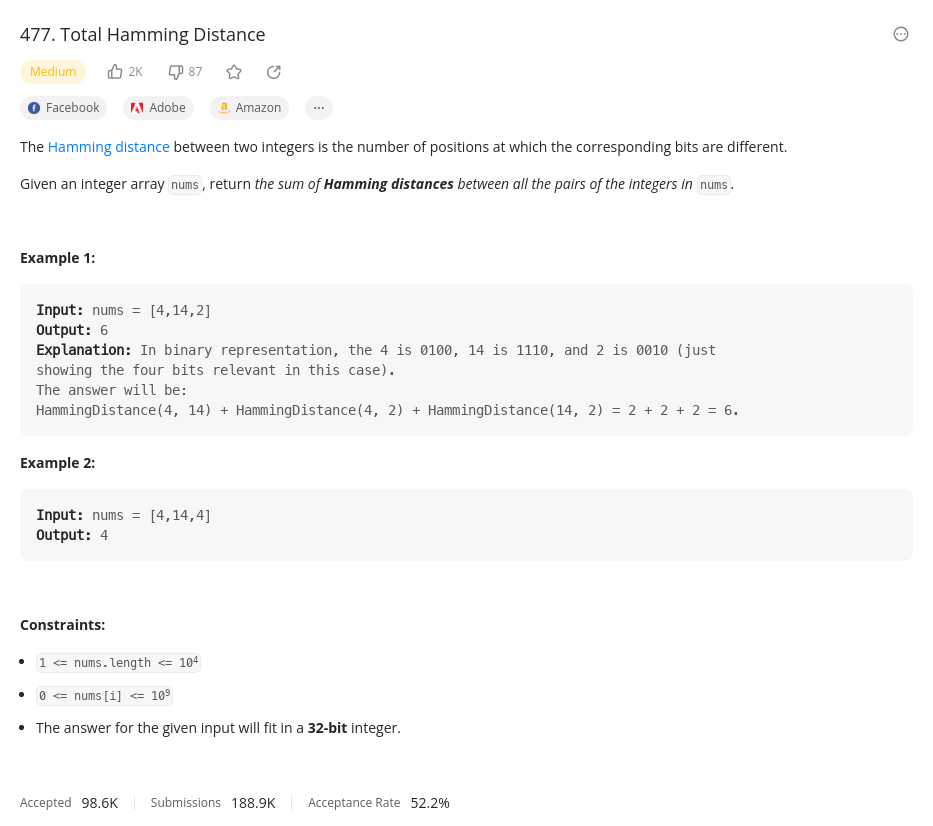 477. Total Hamming Distance
Medium 2K 87
Facebook Adobe Amazon ...
The Hamming distance between two integers is the number of positions at which the corresponding bits are different.
Given an integer array nums, return the sum of Hamming distances between all the pairs of the integers in nums.
Example 1:
Input: nums = [4,14,2]
Output: 6
Explanation: In binary representation, the 4 is 0100, 14 is 1110, and 2 is 0010 (just
showing the four bits relevant in this case).
The answer will be:
HammingDistance(4, 14) + HammingDistance(4, 2) + HammingDistance(14, 2) = 2 + 2 + 2 = 6.
Example 2:
Input: nums = [4,14,4]
Output: 4
Constraints:
• 1 <= nums.length <= 10⁴
• 0 <= nums[i] <= 10⁹
• The answer for the given input will fit in a 32-bit integer.
Accepted 98.6K Submissions 188.9K Acceptance Rate 52.2%